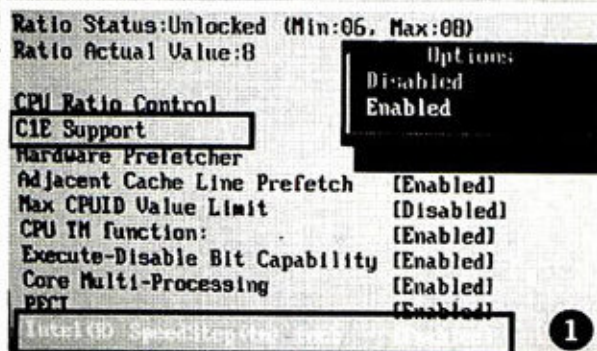 Ratio Status:Unlocked (Min:06, Max:08)
Ratio Actual Value:8
Options
Disabled
Enabled
CPU Ratio Control
C1E Support
Hardware Prefetcher
Adjacent Cache Line Prefetch [Enabled]
Max CPUID Value Limit [Disabled]
CPU TM function: [Enabled]
Execute-Disable Bit Capability [Enabled]
Core Multi-Processing [Enabled]
PECI [Enabled]
Intel(R) SpeedStep(tm)
1